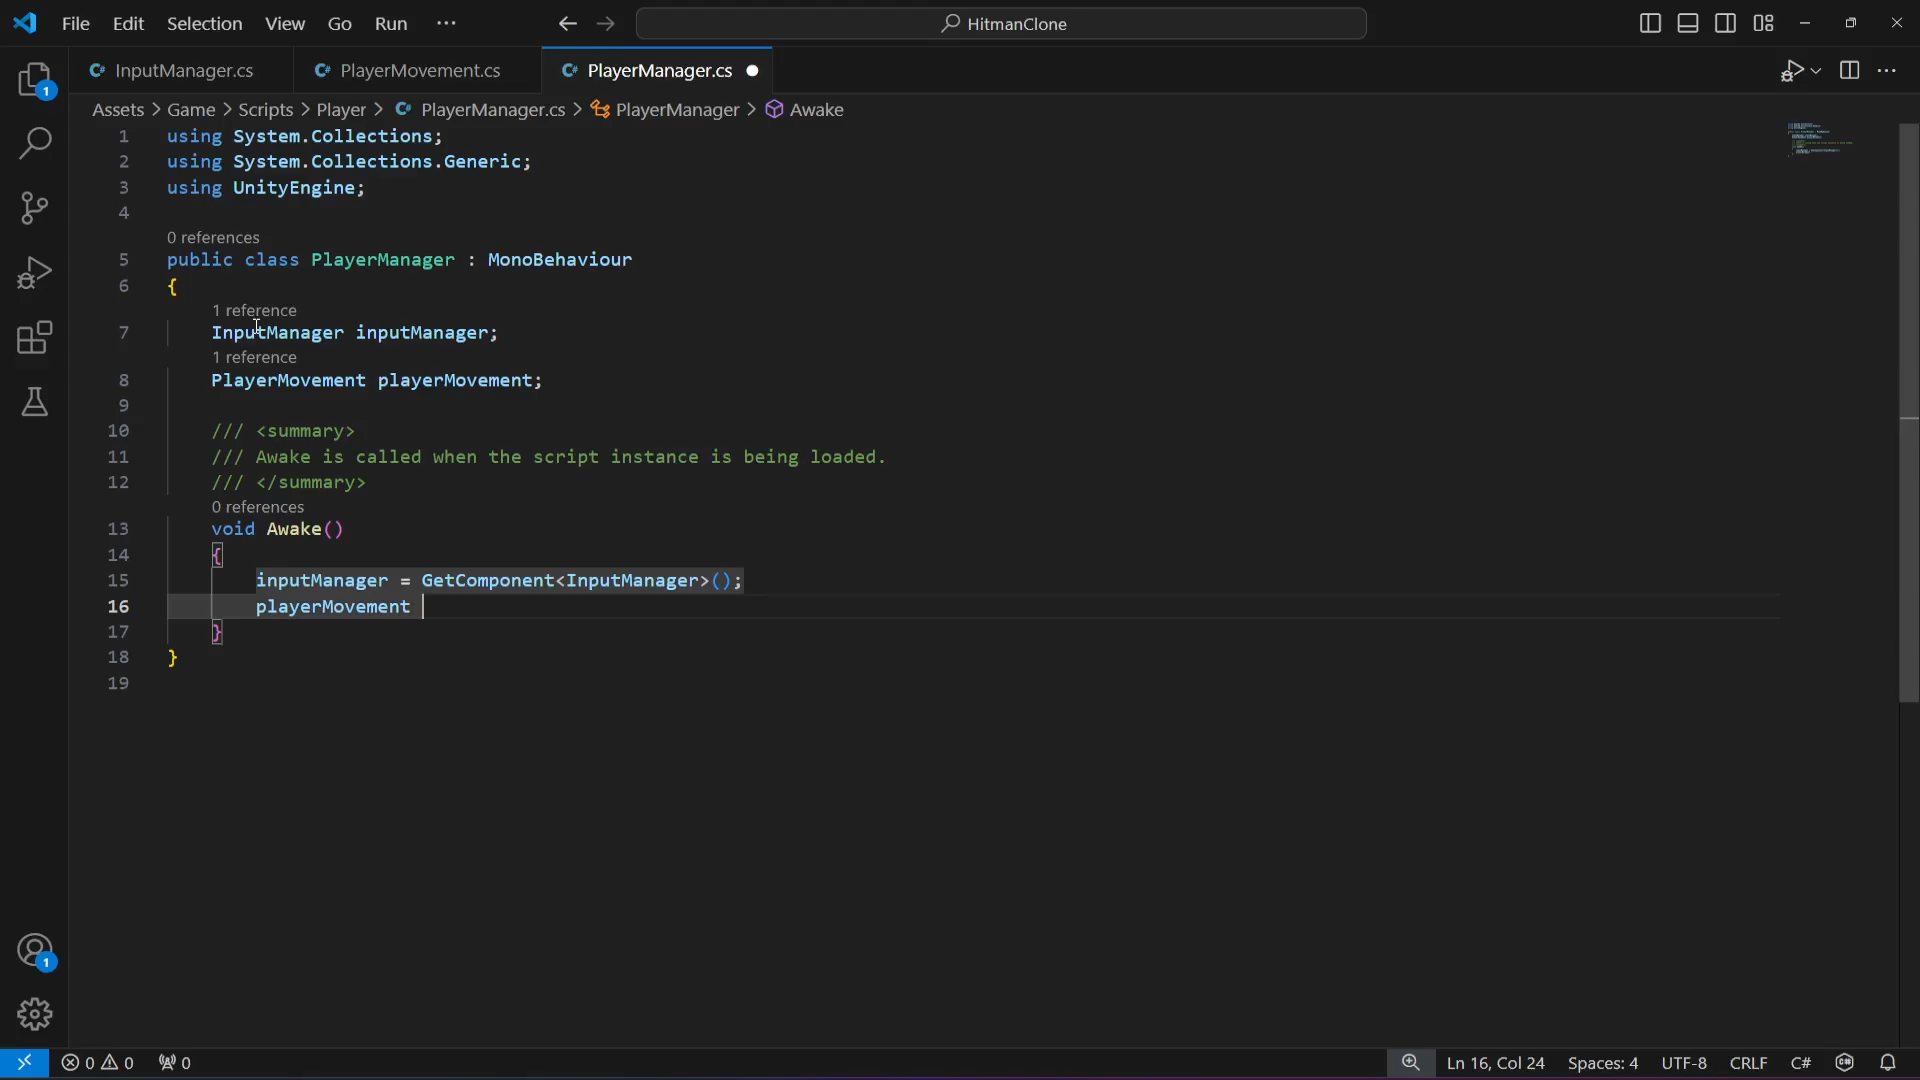 File Edit Selection View Go Run ···
HitmanClone
InputManager.cs PlayerMovement.cs PlayerManager.cs
Assets > Game > Scripts > Player > PlayerManager.cs > PlayerManager > Awake
1 using System.Collections;
2 using System.Collections.Generic;
3 using UnityEngine;
4
0 references
5 public class PlayerManager : MonoBehaviour
6 {
1 reference
7 InputManager inputManager;
1 reference
8 PlayerMovement playerMovement;
9
10 /// <summary>
11 /// Awake is called when the script instance is being loaded.
12 /// </summary>
0 references
13 void Awake()
14 {
15 inputManager = GetComponent<InputManager>();
16 playerMovement
17 }
18 }
19
1
1
0 0 0 Ln 16, Col 24 Spaces: 4 UTF-8 CRLF C#